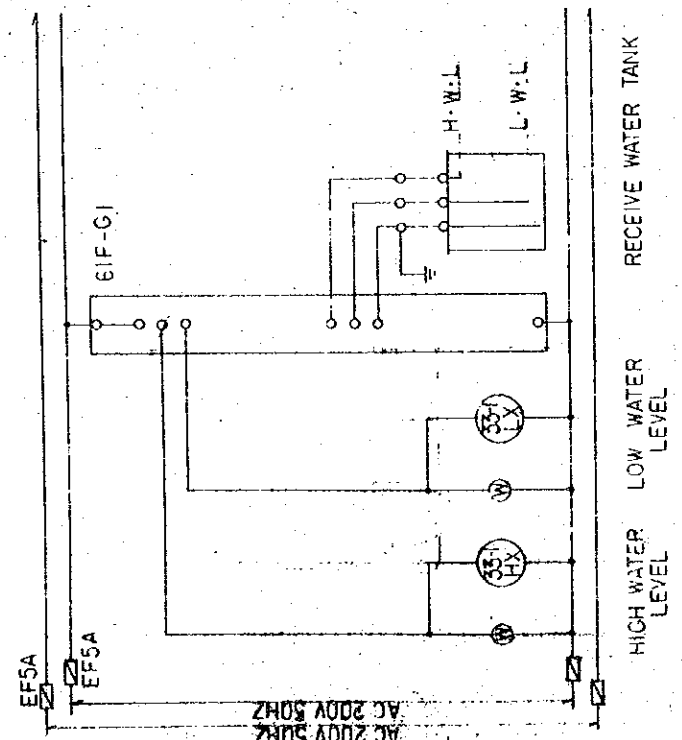 EF5A
EF5A
AC 200V 50HZ
AC 200V 50HZ
61F-G1
H.W.L
L.W.L
33-1
HX
W
33-1
LX
W
HIGH WATER
LEVEL
LOW WATER
LEVEL
RECEIVE WATER TANK